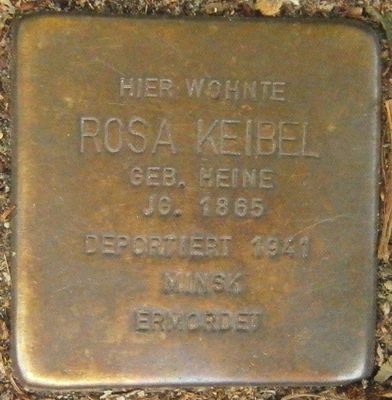 HIER WOHNTE
ROSA KEIBEL
GEB. HEINE
JG. 1865
DEPORTIERT 1941
MINSK
ERMORDET